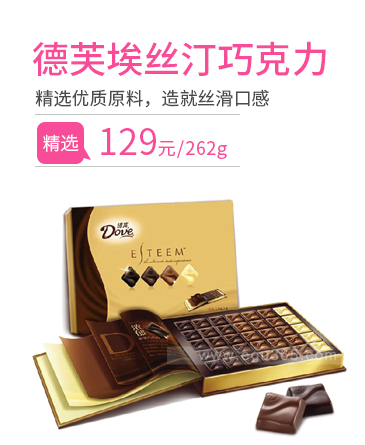 德芙埃丝汀巧克力
精选优质原料，造就丝滑口感
精选 129元/262g
德芙
Dove
ESTEEM
D